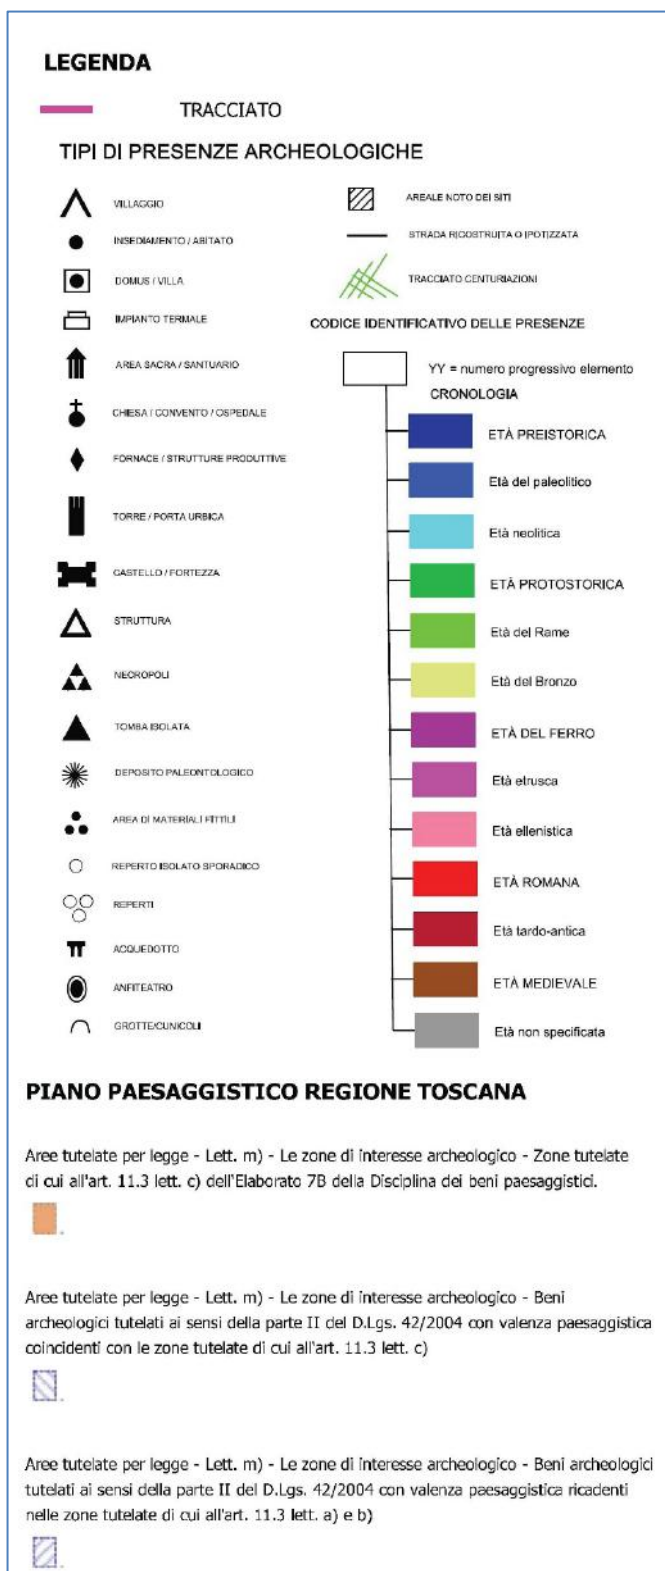 LEGENDA
TRACCIATO
TIPI DI PRESENZE ARCHEOLOGICHE
VILLAGGIO
INSEDIAMENTO / ABITATO
DOMUS / VILLA
IMPIANTO TERMALE
AREA SACRA / SANTUARIO
CHIESA / CONVENTO / OSPEDALE
FORNACE / STRUTTURE PRODUTTIVE
TORRE / PORTA URBICA
CASTELLO / FORTEZZA
STRUTTURA
NECROPOLI
TOMBA ISOLATA
DEPOSITO PALEONTOLOGICO
AREA DI MATERIALI FITTILI
REPERTO ISOLATO SPORADICO
REPERTI
ACQUEDOTTO
ANFITEATRO
GROTTE/CUNICOLI
AREALE NOTO DEI SITI
STRADA RICOSTRUITA O IPOTIZZATA
TRACCIATO CENTURIAZIONI
CODICE IDENTIFICATIVO DELLE PRESENZE
YY = numero progressivo elemento
CRONOLOGIA
ETÀ PREISTORICA
Età del paleolitico
Età neolitica
ETÀ PROTOSTORICA
Età del Rame
Età del Bronzo
ETÀ DEL FERRO
Età etrusca
Età ellenistica
ETÀ ROMANA
Età tardo-antica
ETÀ MEDIEVALE
Età non specificata
PIANO PAESAGGISTICO REGIONE TOSCANA
Aree tutelate per legge - Lett. m) - Le zone di interesse archeologico - Zone tutelate
di cui all'art. 11.3 lett. c) dell'Elaborato 7B della Disciplina dei beni paesaggistici.
Aree tutelate per legge - Lett. m) - Le zone di interesse archeologico - Beni
archeologici tutelati ai sensi della parte II del D.Lgs. 42/2004 con valenza paesaggistica
coincidenti con le zone tutelate di cui all'art. 11.3 lett. c)
Aree tutelate per legge - Lett. m) - Le zone di interesse archeologico - Beni archeologici
tutelati ai sensi della parte II del D.Lgs. 42/2004 con valenza paesaggistica ricadenti
nelle zone tutelate di cui all'art. 11.3 lett. a) e b)